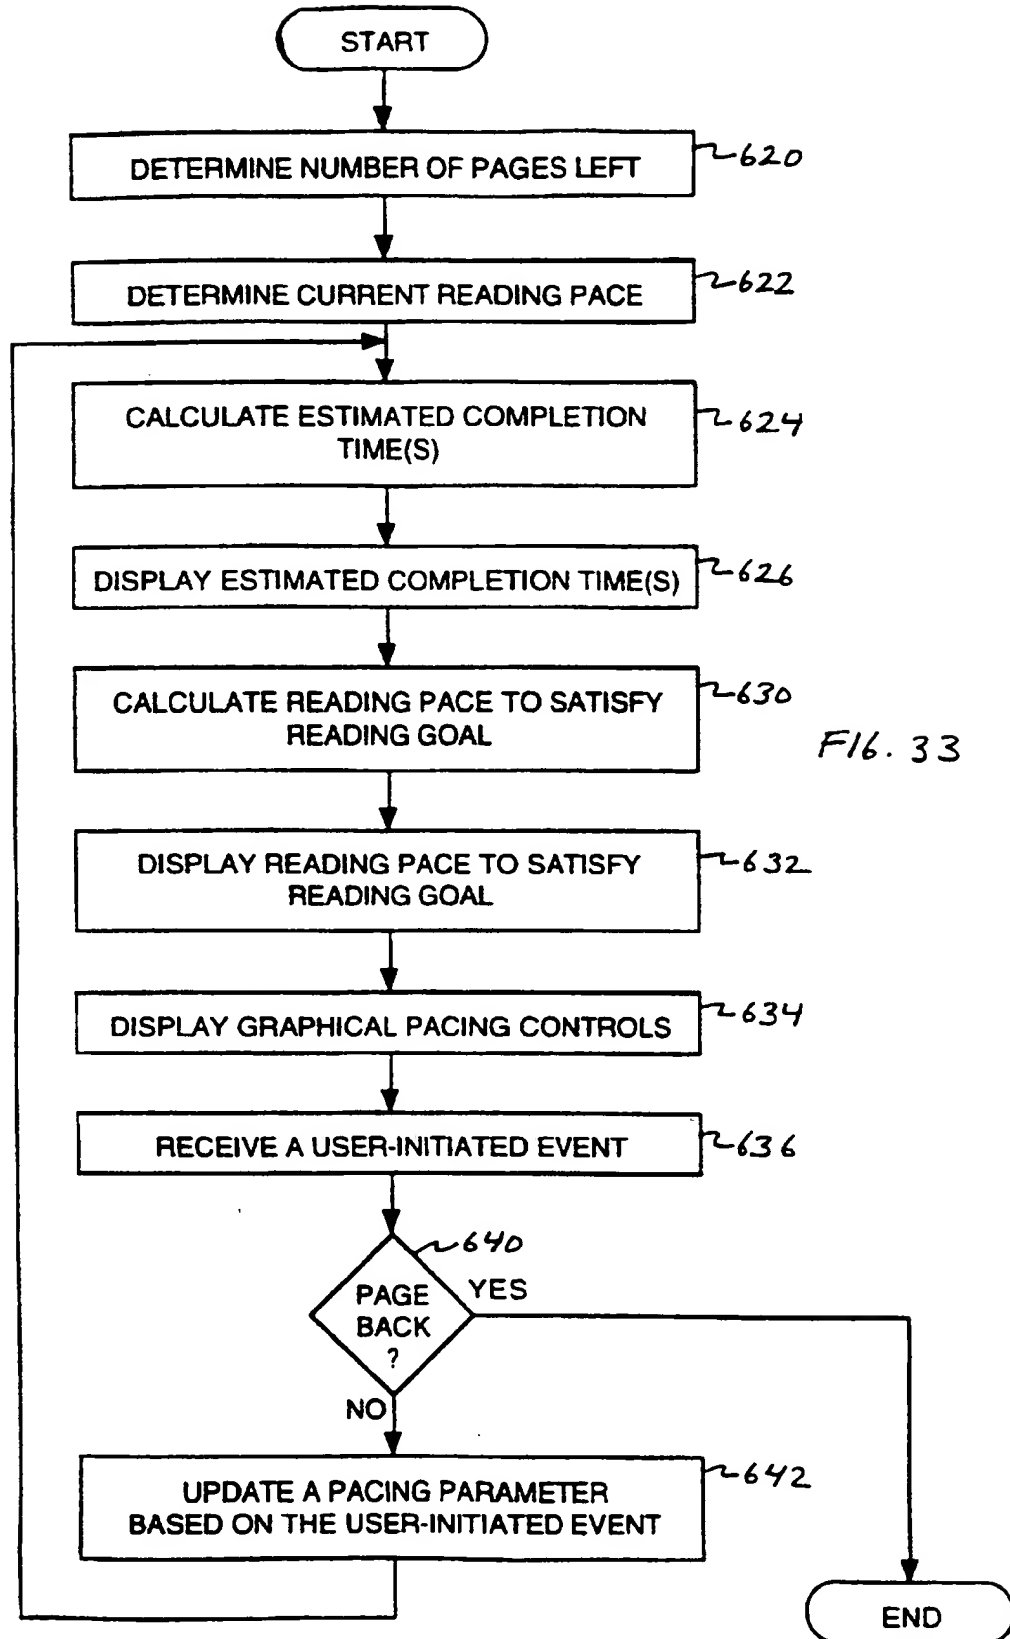 START
DETERMINE NUMBER OF PAGES LEFT
620
DETERMINE CURRENT READING PACE
622
CALCULATE ESTIMATED COMPLETION
TIME(S)
624
DISPLAY ESTIMATED COMPLETION TIME(S)
626
CALCULATE READING PACE TO SATISFY
READING GOAL
630
FIG. 33
DISPLAY READING PACE TO SATISFY
READING GOAL
632
DISPLAY GRAPHICAL PACING CONTROLS
634
RECEIVE A USER-INITIATED EVENT
636
640
PAGE
BACK
?
YES
NO
UPDATE A PACING PARAMETER
BASED ON THE USER-INITIATED EVENT
642
END